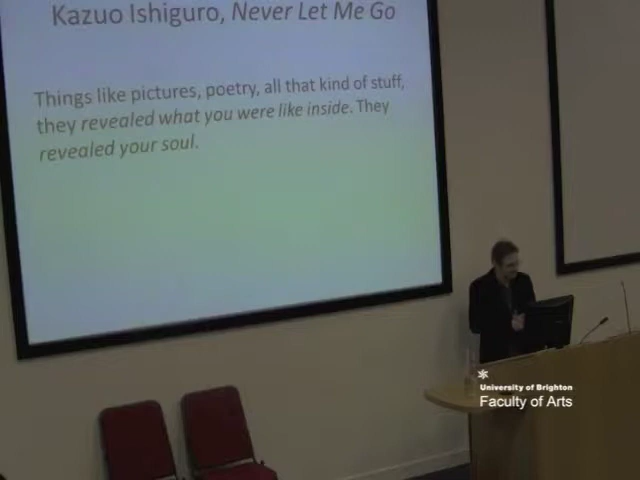 Kazuo Ishiguro, Never Let Me Go
Things like pictures, poetry, all that kind of stuff,
they revealed what you were like inside. They
revealed your soul.
University of Brighton
Faculty of Arts